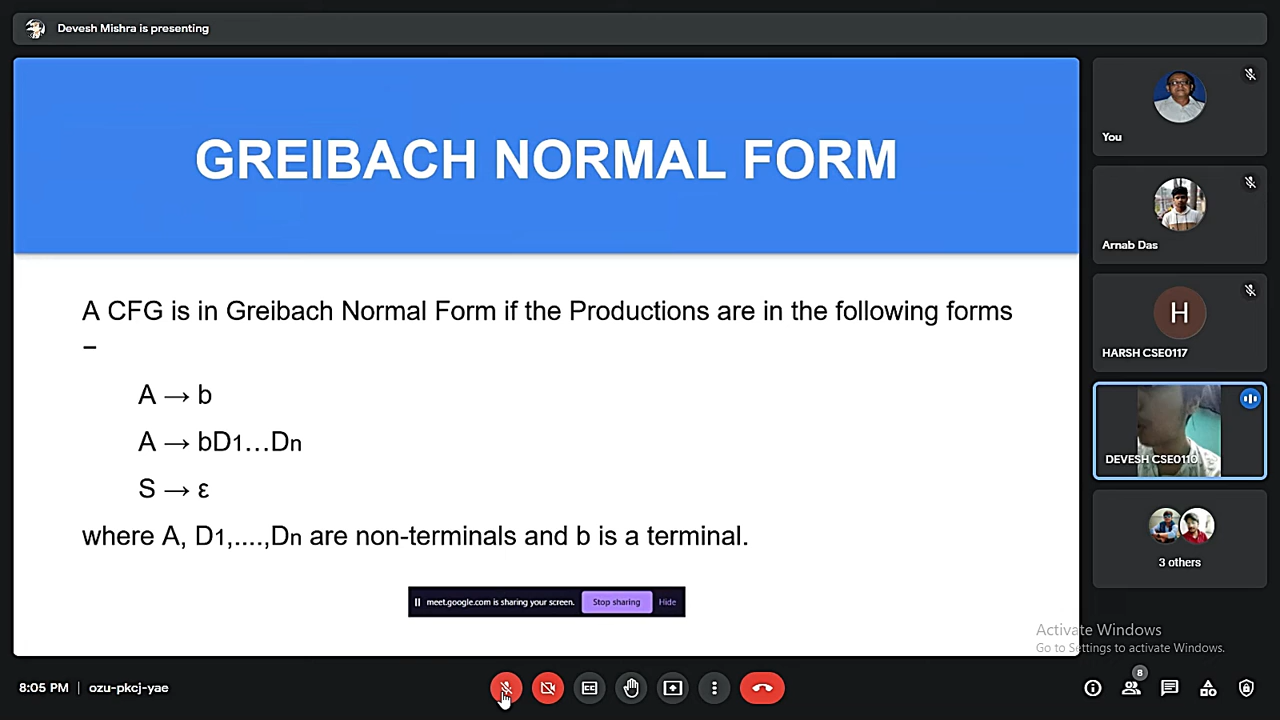 Devesh Mishra is presenting
GREIBACH NORMAL FORM
A CFG is in Greibach Normal Form if the Productions are in the following forms
–
A → b
A → bD1…Dn
S → ε
where A, D1,....,Dn are non-terminals and b is a terminal.
meet.google.com is sharing your screen. Stop sharing Hide
You
Arnab Das
H
HARSH CSE0117
DEVESH CSE0110
3 others
Activate Windows
Go to Settings to activate Windows.
8:05 PM | ozu-pkcj-yae
CC
8